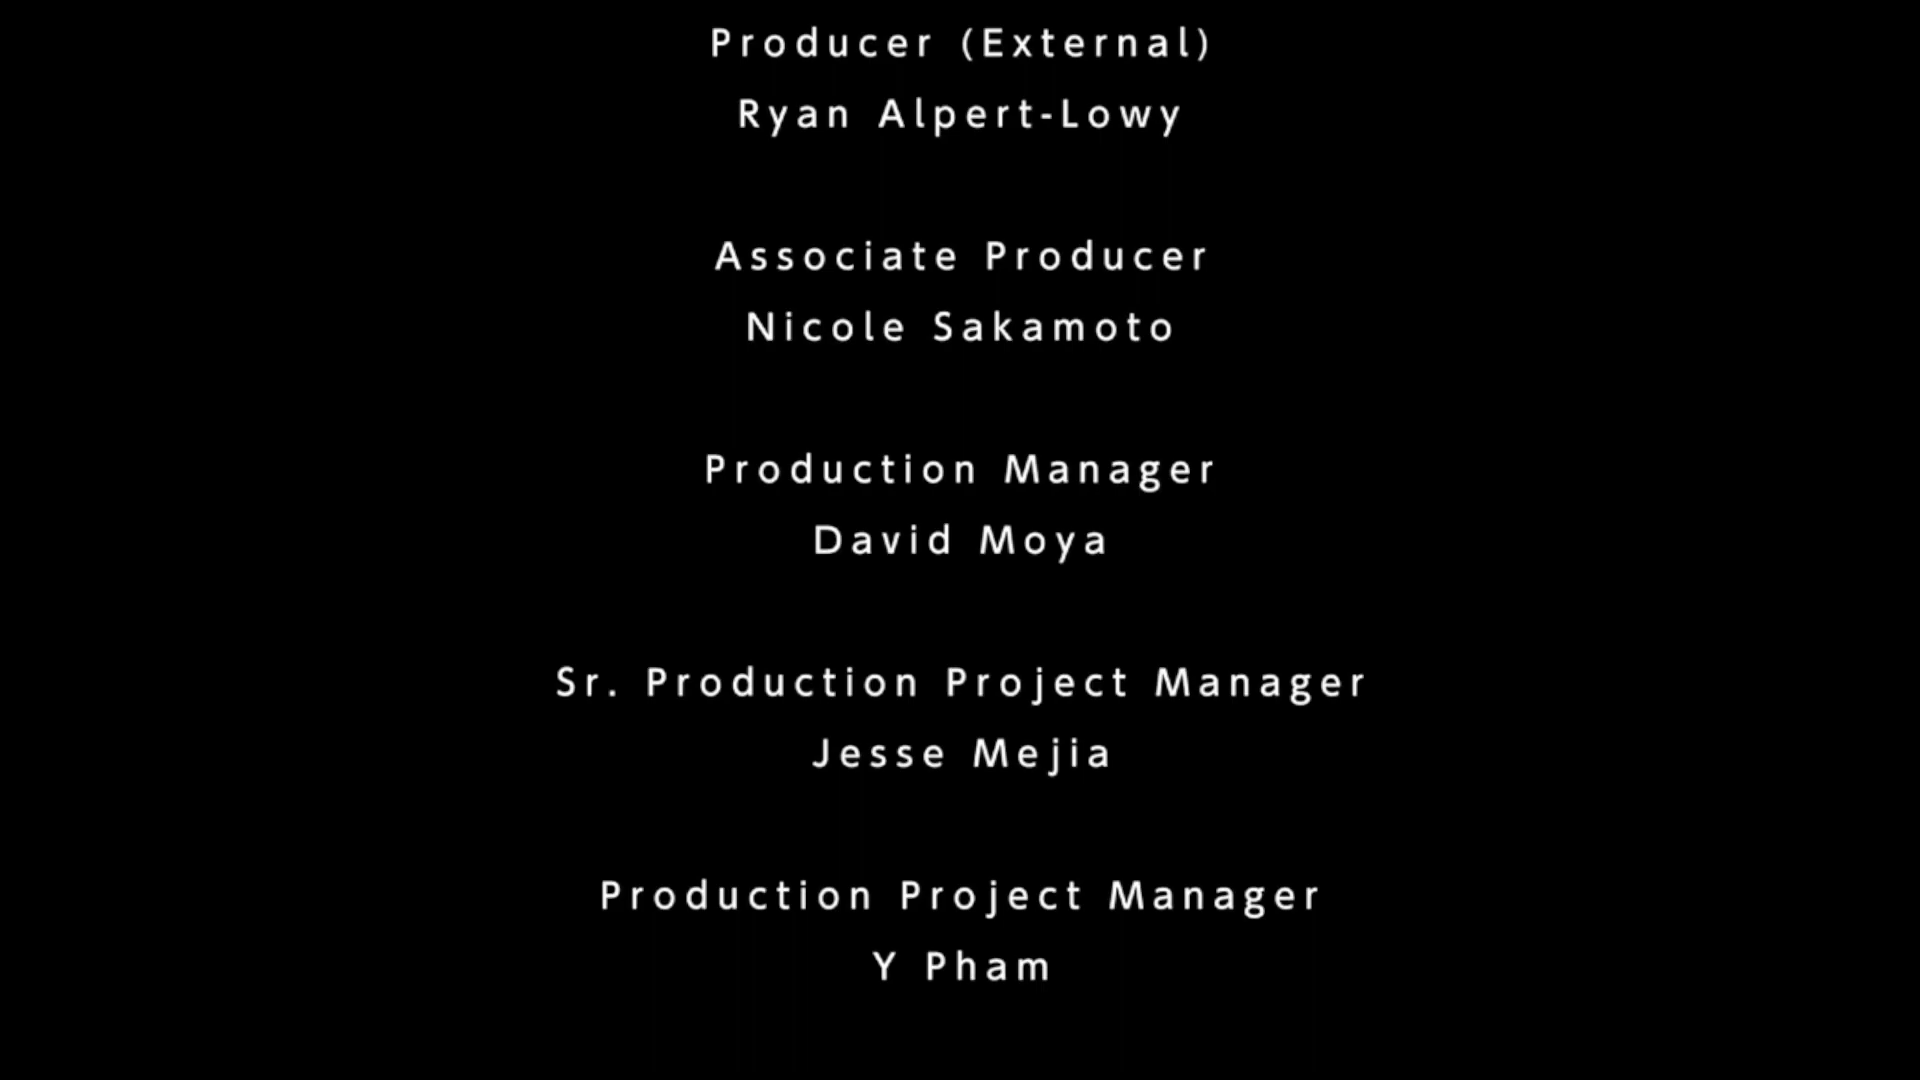 Producer (External)
Ryan Alpert-Lowy
Associate Producer
Nicole Sakamoto
Production Manager
David Moya
Sr. Production Project Manager
Jesse Mejia
Production Project Manager
Y Pham